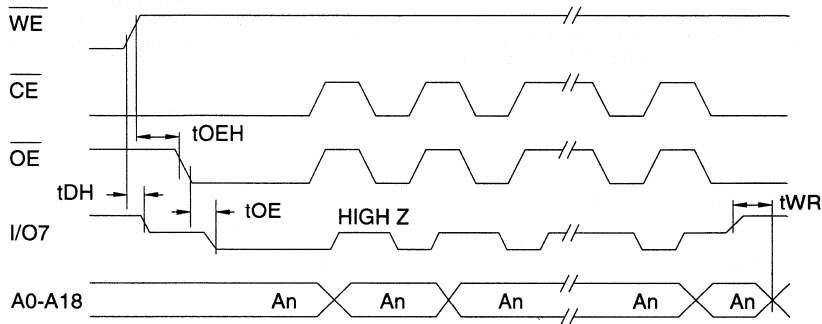 WE
CE
tOEH
OE
tDH
tOE
HIGH Z
tWR
I/O7
A0-A18 An An An An An